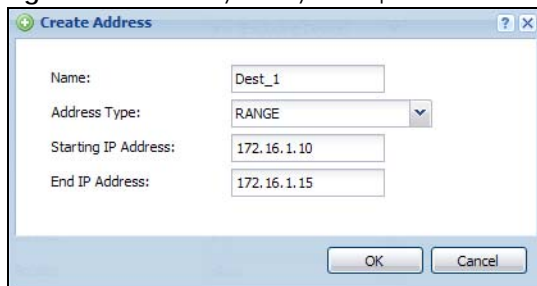 Create Address
Name: Dest_1
Address Type: RANGE
Starting IP Address: 172.16.1.10
End IP Address: 172.16.1.15
OK Cancel